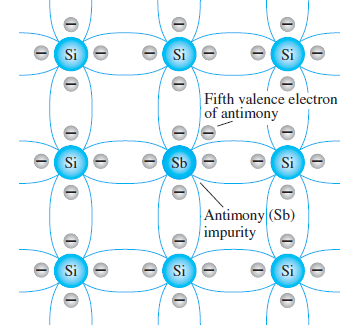 Si Si Si
Fifth valence electron
of antimony
Si Sb Si
Antimony (Sb)
impurity
Si Si Si